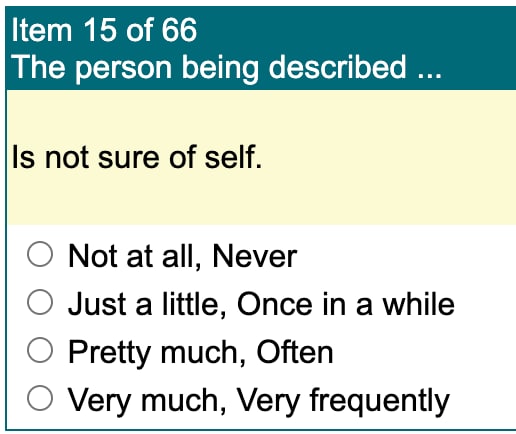 Item 15 of 66
The person being described ...
Is not sure of self.
Not at all, Never
Just a little, Once in a while
Pretty much, Often
Very much, Very frequently